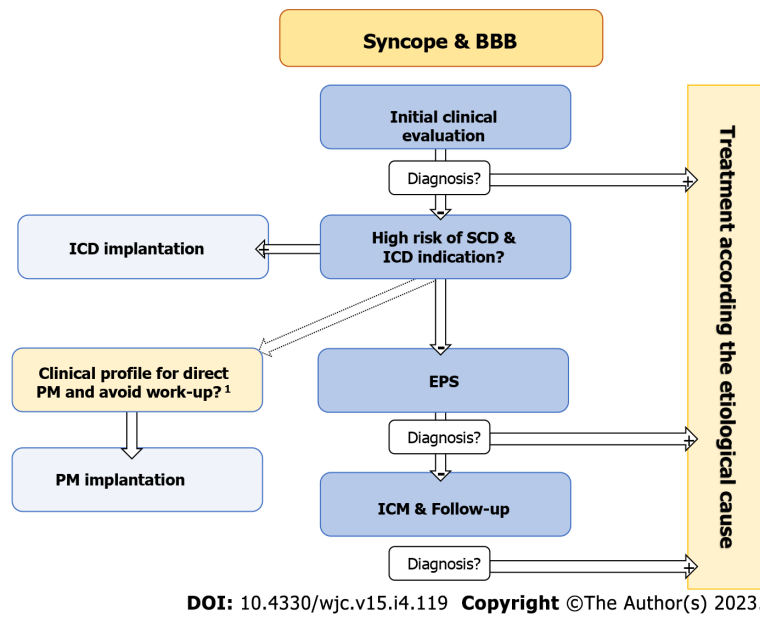 Syncope & BBB
Initial clinical
evaluation
Diagnosis?
+
-
High risk of SCD &
ICD indication?
+
ICD implantation
-
Clinical profile for direct
PM and avoid work-up? 1
PM implantation
EPS
Diagnosis?
+
-
ICM & Follow-up
Diagnosis?
+
Treatment according the etiological cause
DOI: 10.4330/wjc.v15.i4.119 Copyright ©The Author(s) 2023.